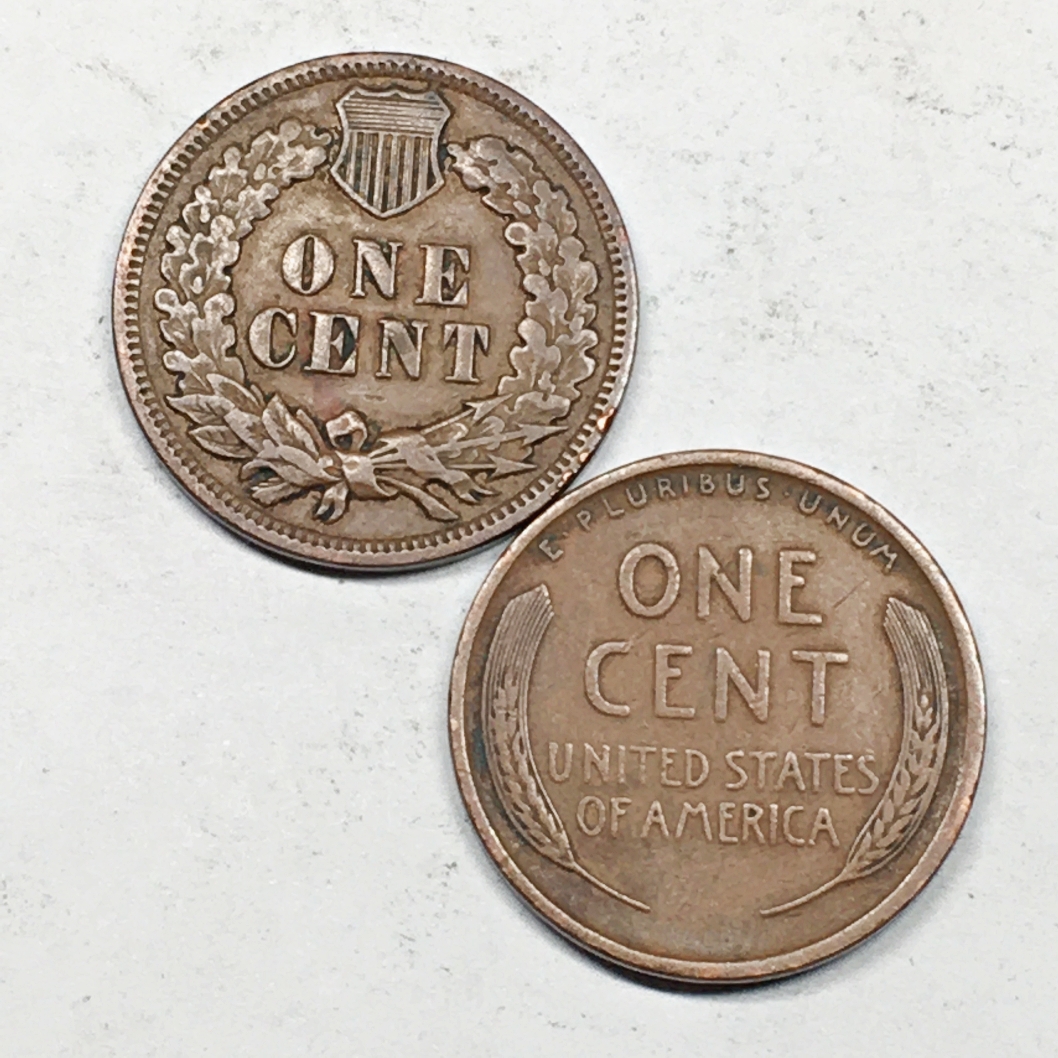 ONE
CENT
E·PLURIBUS·UNUM
ONE
CENT
UNITED STATES
OF AMERICA